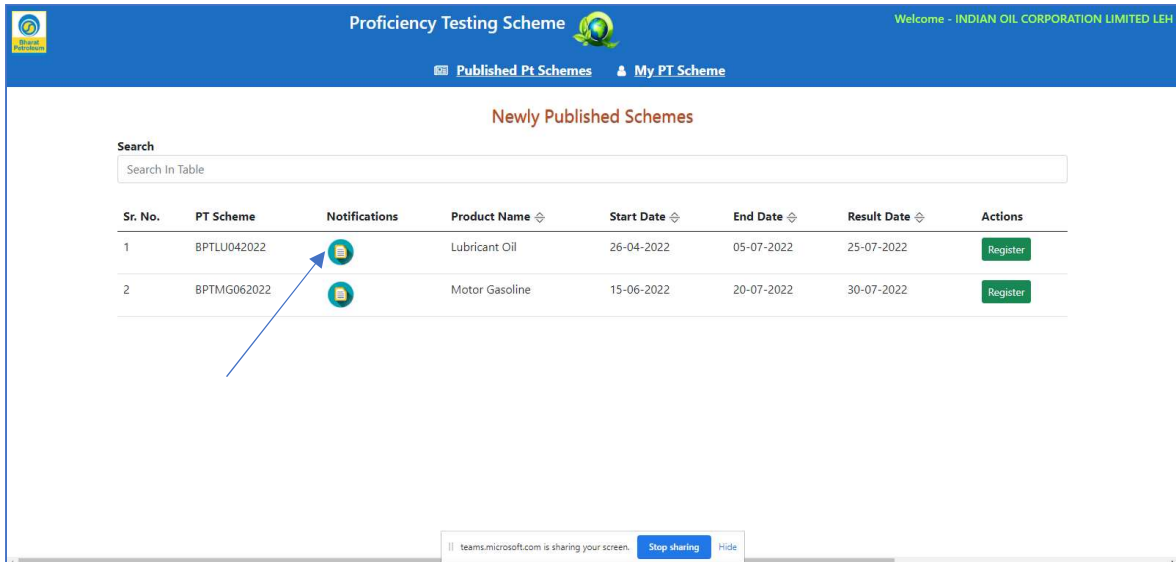 Bharat
Petroleum
Proficiency Testing Scheme
Welcome - INDIAN OIL CORPORATION LIMITED LEH
Published Pt Schemes My PT Scheme
Newly Published Schemes
Search
Search In Table
Sr. No. PT Scheme Notifications Product Name Start Date End Date Result Date Actions
1 BPTLU042022 Lubricant Oil 26-04-2022 05-07-2022 25-07-2022 Register
2 BPTMG062022 Motor Gasoline 15-06-2022 20-07-2022 30-07-2022 Register
teams.microsoft.com is sharing your screen. Stop sharing Hide